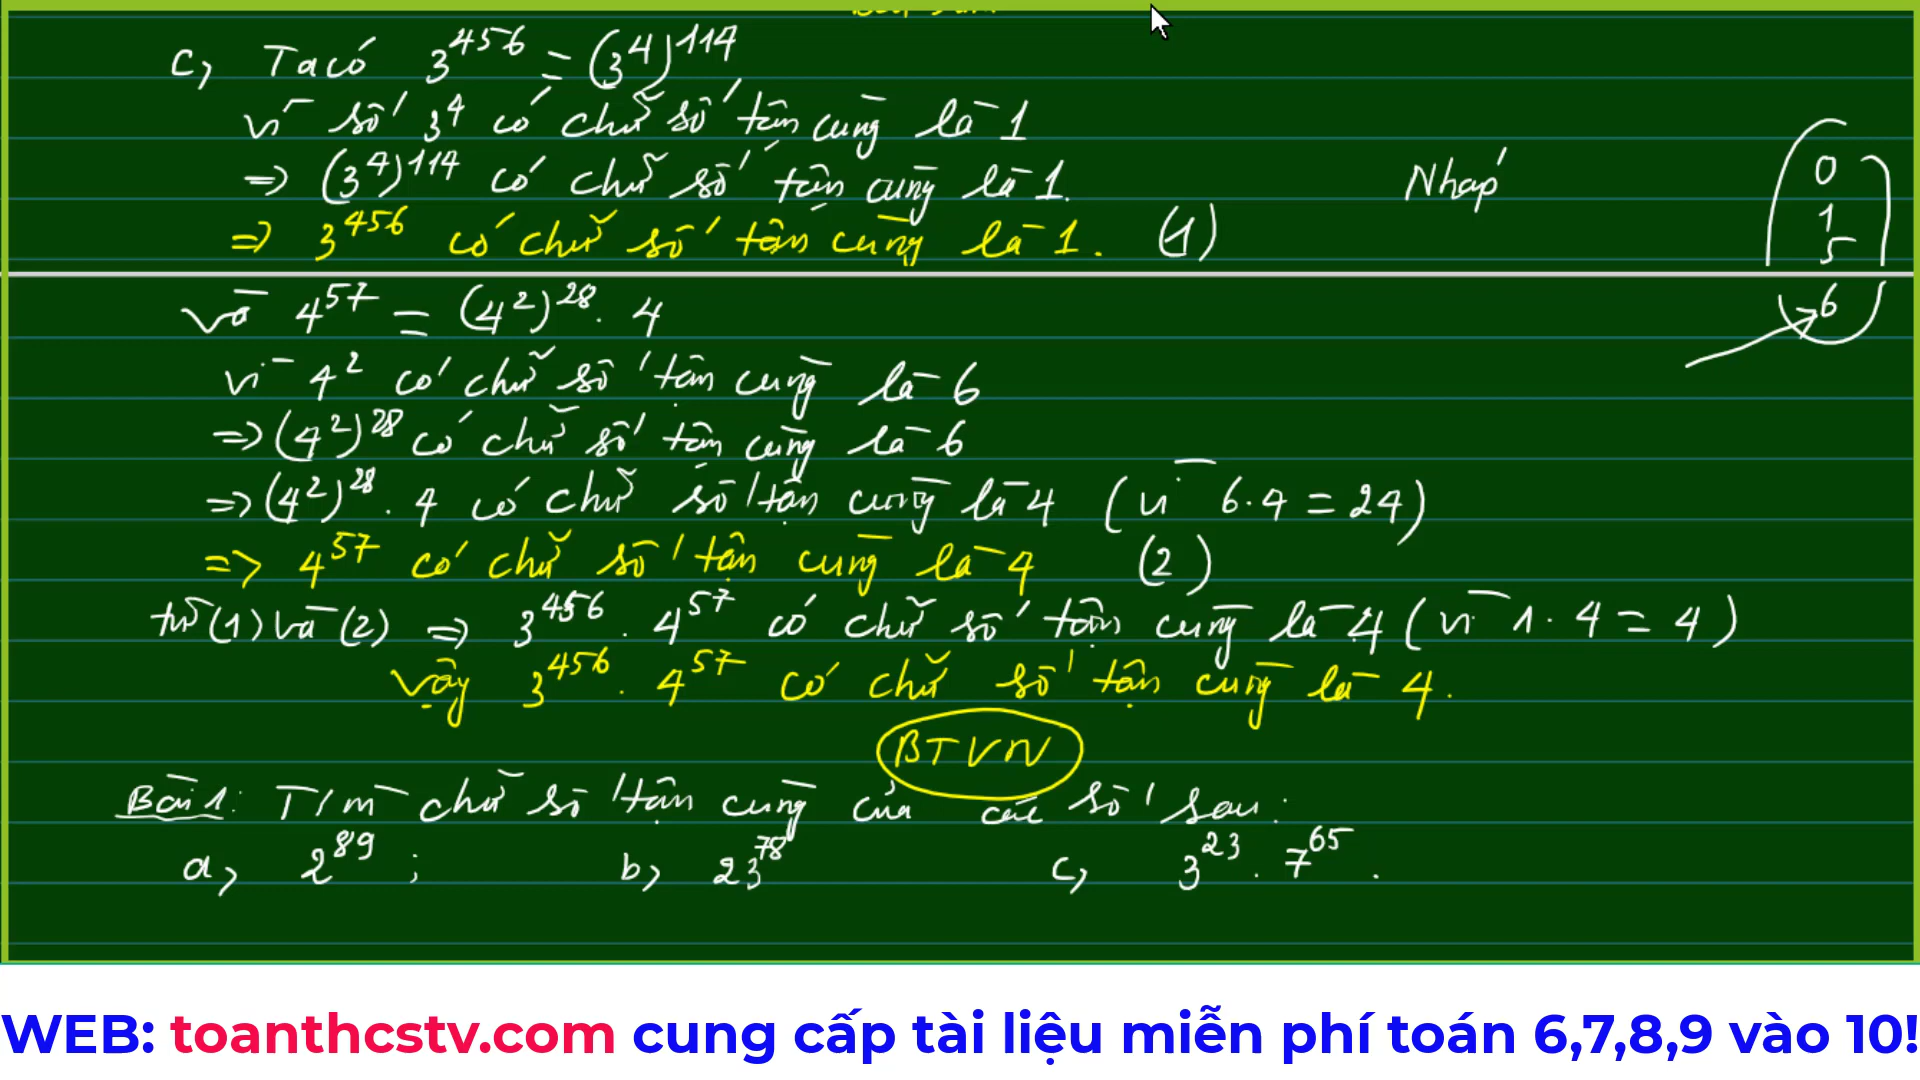 c, Ta có 3^456 = (3^4)^114
vì số 3^4 có chữ số tận cùng là 1
=> (3^4)^114 có chữ số tận cùng là 1.
Nháp
=> 3^456 có chữ số tận cùng là 1. (1)
0
1
5
6
Và 4^57 = (4^2)^28 . 4
vì 4^2 có chữ số tận cùng là 6
=> (4^2)^28 có chữ số tận cùng là 6
=> (4^2)^28 . 4 có chữ số tận cùng là 4 (vì 6.4 = 24)
=> 4^57 có chữ số tận cùng là 4 (2)
từ (1) và (2) => 3^456 . 4^57 có chữ số tận cùng là 4 (vì 1.4 = 4)
Vậy 3^456 . 4^57 có chữ số tận cùng là 4.
BTVN
Bài 1: Tìm chữ số tận cùng của các số sau:
a, 2^89 ; b, 23^78 c, 3^23 . 7^65 .
WEB: toanthcstv.com cung cấp tài liệu miễn phí toán 6,7,8,9 vào 10!